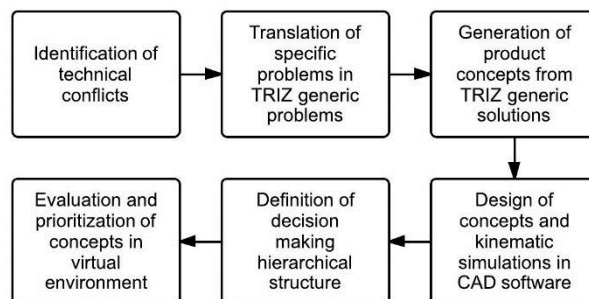 Identification of
technical
conflicts
Translation of
specific
problems in
TRIZ generic
problems
Generation of
product
concepts from
TRIZ generic
solutions
Design of
concepts and
kinematic
simulations in
CAD software
Definition of
decision
making
hierarchical
structure
Evaluation and
prioritization of
concepts in
virtual
environment